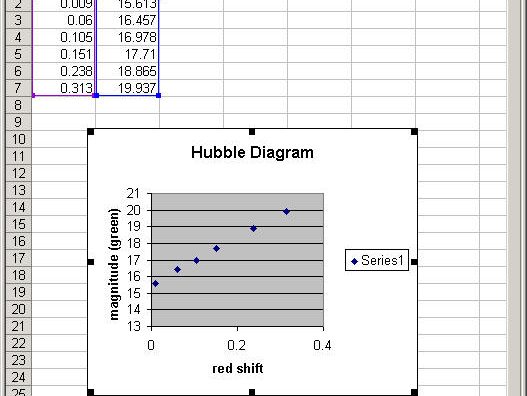 2 0.009 15.613
3 0.06 16.457
4 0.105 16.978
5 0.151 17.71
6 0.238 18.865
7 0.313 19.937
8
9
10
11
12
13
14
15
16
17
18
19
20
21
22
23
24
25
Hubble Diagram
magnitude (green)
21
20
19
18
17
16
15
14
13
0 0.2 0.4
red shift
Series1